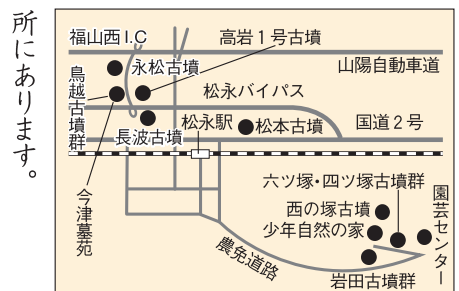 所にあります。
福山西I.C
高岩1号古墳
永松古墳
山陽自動車道
鳥越古墳群
松永バイパス
長波古墳
松永駅
松本古墳
国道2号
今津墓苑
六ツ塚・四ツ塚古墳群
西の塚古墳
少年自然の家
園芸センター
農免道路
岩田古墳群